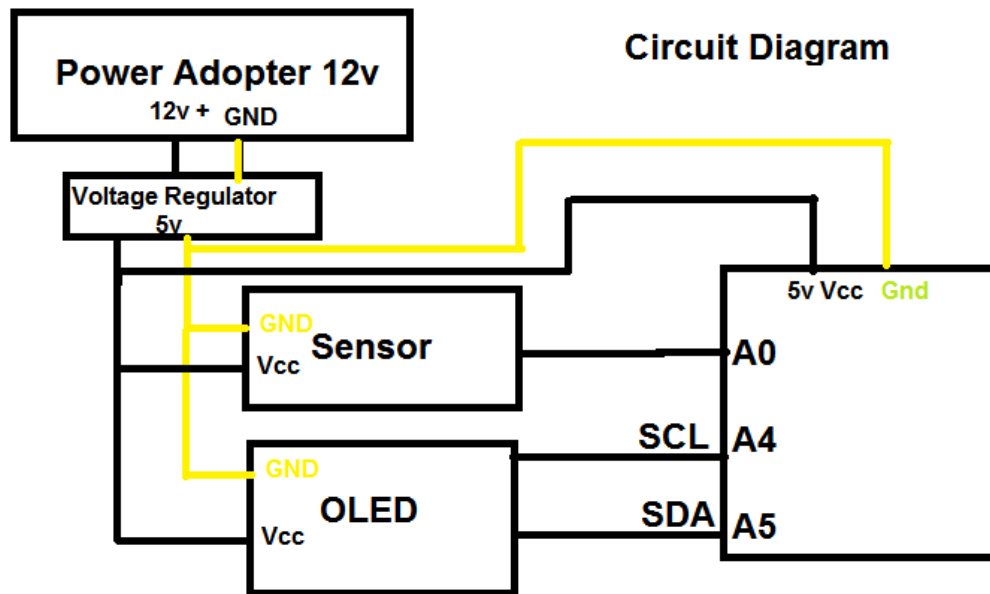 Circuit Diagram
Power Adopter 12v
12v + GND
Voltage Regulator
5v
5v Vcc Gnd
GND
Sensor
Vcc
A0
SCL A4
GND
OLED
SDA A5
Vcc